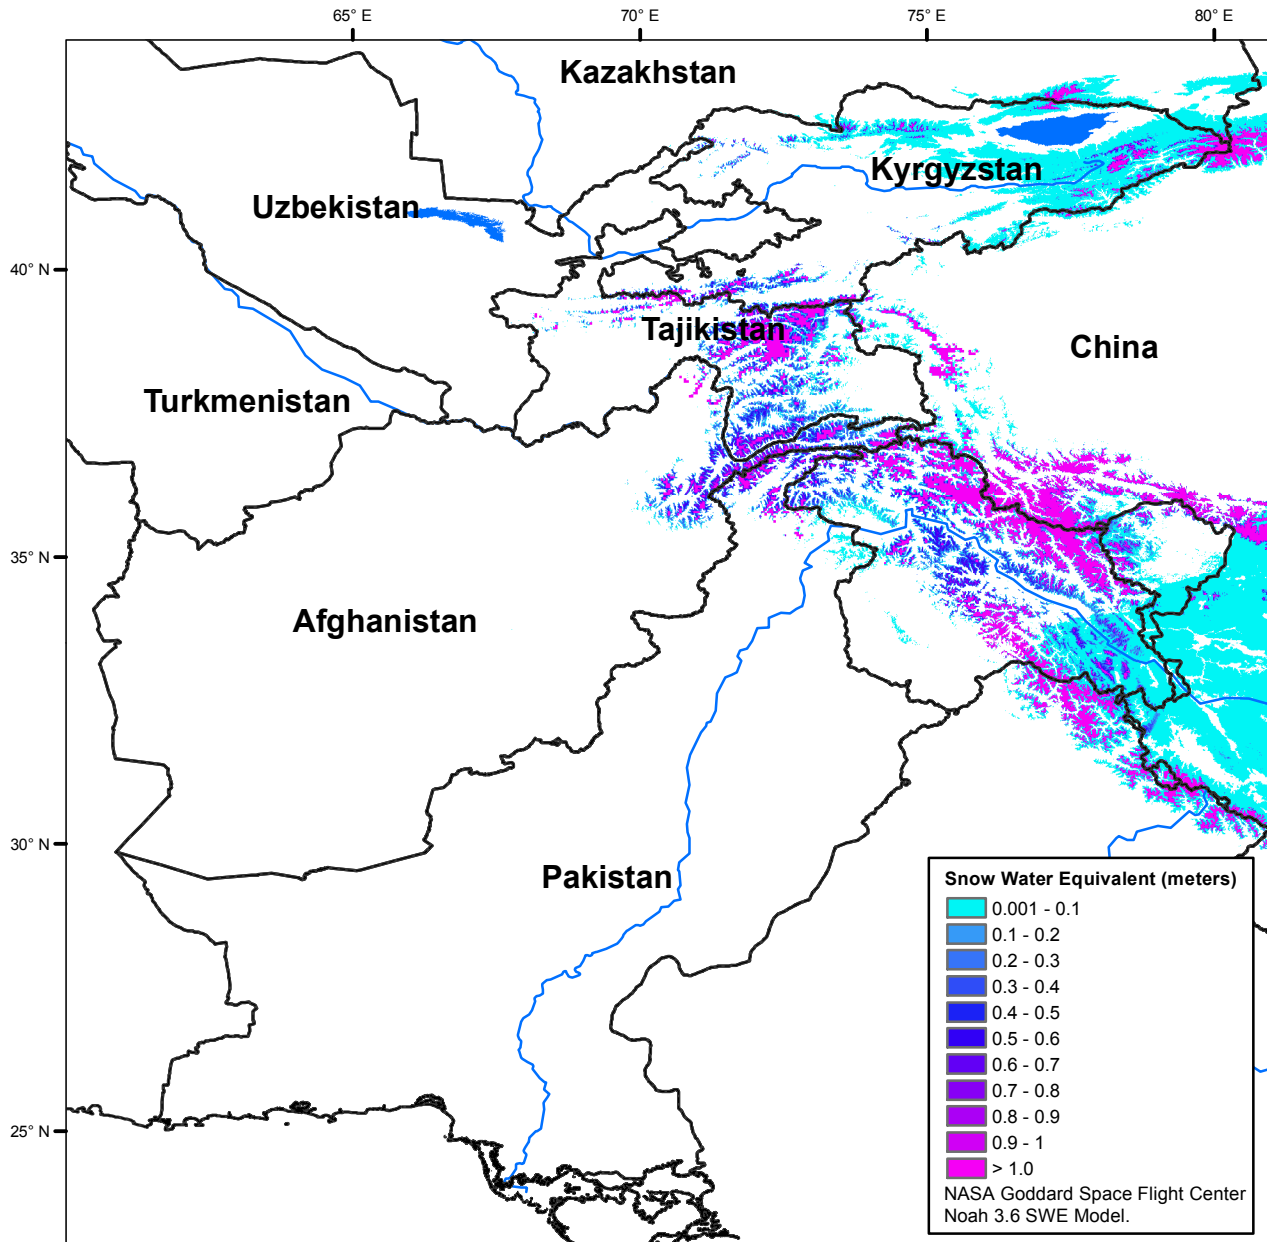 65° E
70° E
75° E
80° E
Kazakhstan
Kyrgyzstan
Uzbekistan
40° N
Tajikistan
China
Turkmenistan
35° N
Afghanistan
30° N
Pakistan
25° N
Snow Water Equivalent (meters)
0.001 - 0.1
0.1 - 0.2
0.2 - 0.3
0.3 - 0.4
0.4 - 0.5
0.5 - 0.6
0.6 - 0.7
0.7 - 0.8
0.8 - 0.9
0.9 - 1
> 1.0
NASA Goddard Space Flight Center
Noah 3.6 SWE Model.